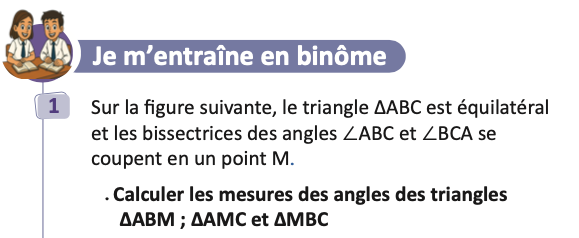 Je m’entraîne en binôme
1
Sur la figure suivante, le triangle ΔABC est équilatéral
et les bissectrices des angles ∠ABC et ∠BCA se
coupent en un point M.
. Calculer les mesures des angles des triangles
ΔABM ; ΔAMC et ΔMBC